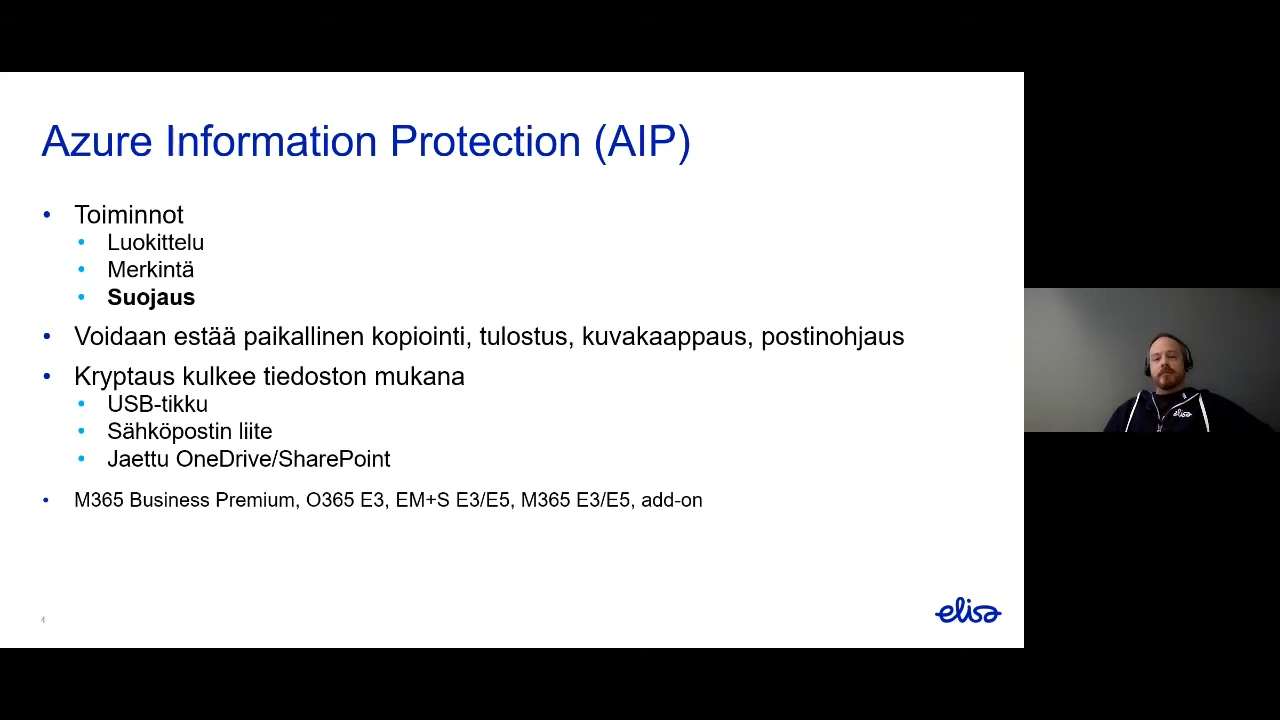 Azure Information Protection (AIP)
Toiminnot
Luokittelu
Merkintä
Suojaus
Voidaan estää paikallinen kopiointi, tulostus, kuvakaappaus, postinohjaus
Kryptaus kulkee tiedoston mukana
USB-tikku
Sähköpostin liite
Jaettu OneDrive/SharePoint
M365 Business Premium, O365 E3, EM+S E3/E5, M365 E3/E5, add-on
4
elisa
elisa